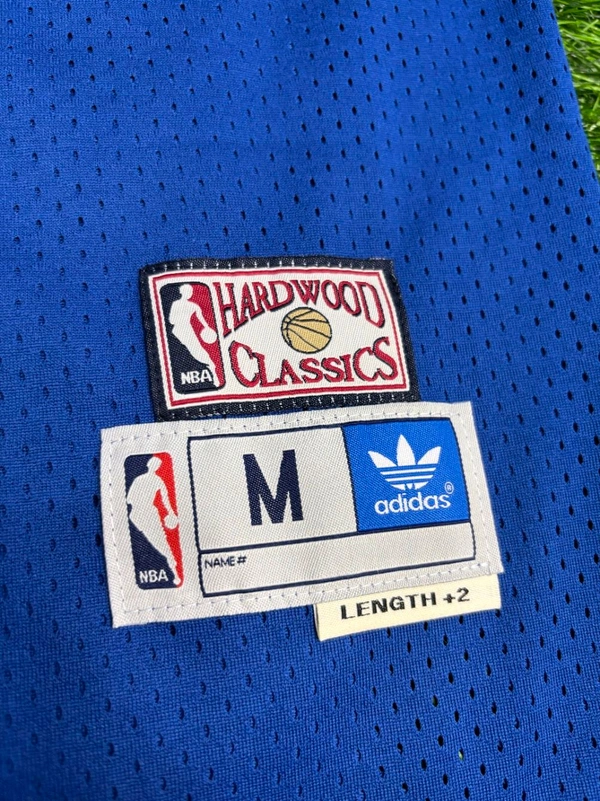 HARDWOOD
CLASSICS
NBA
M
adidas®
NAME#
NBA
LENGTH +2